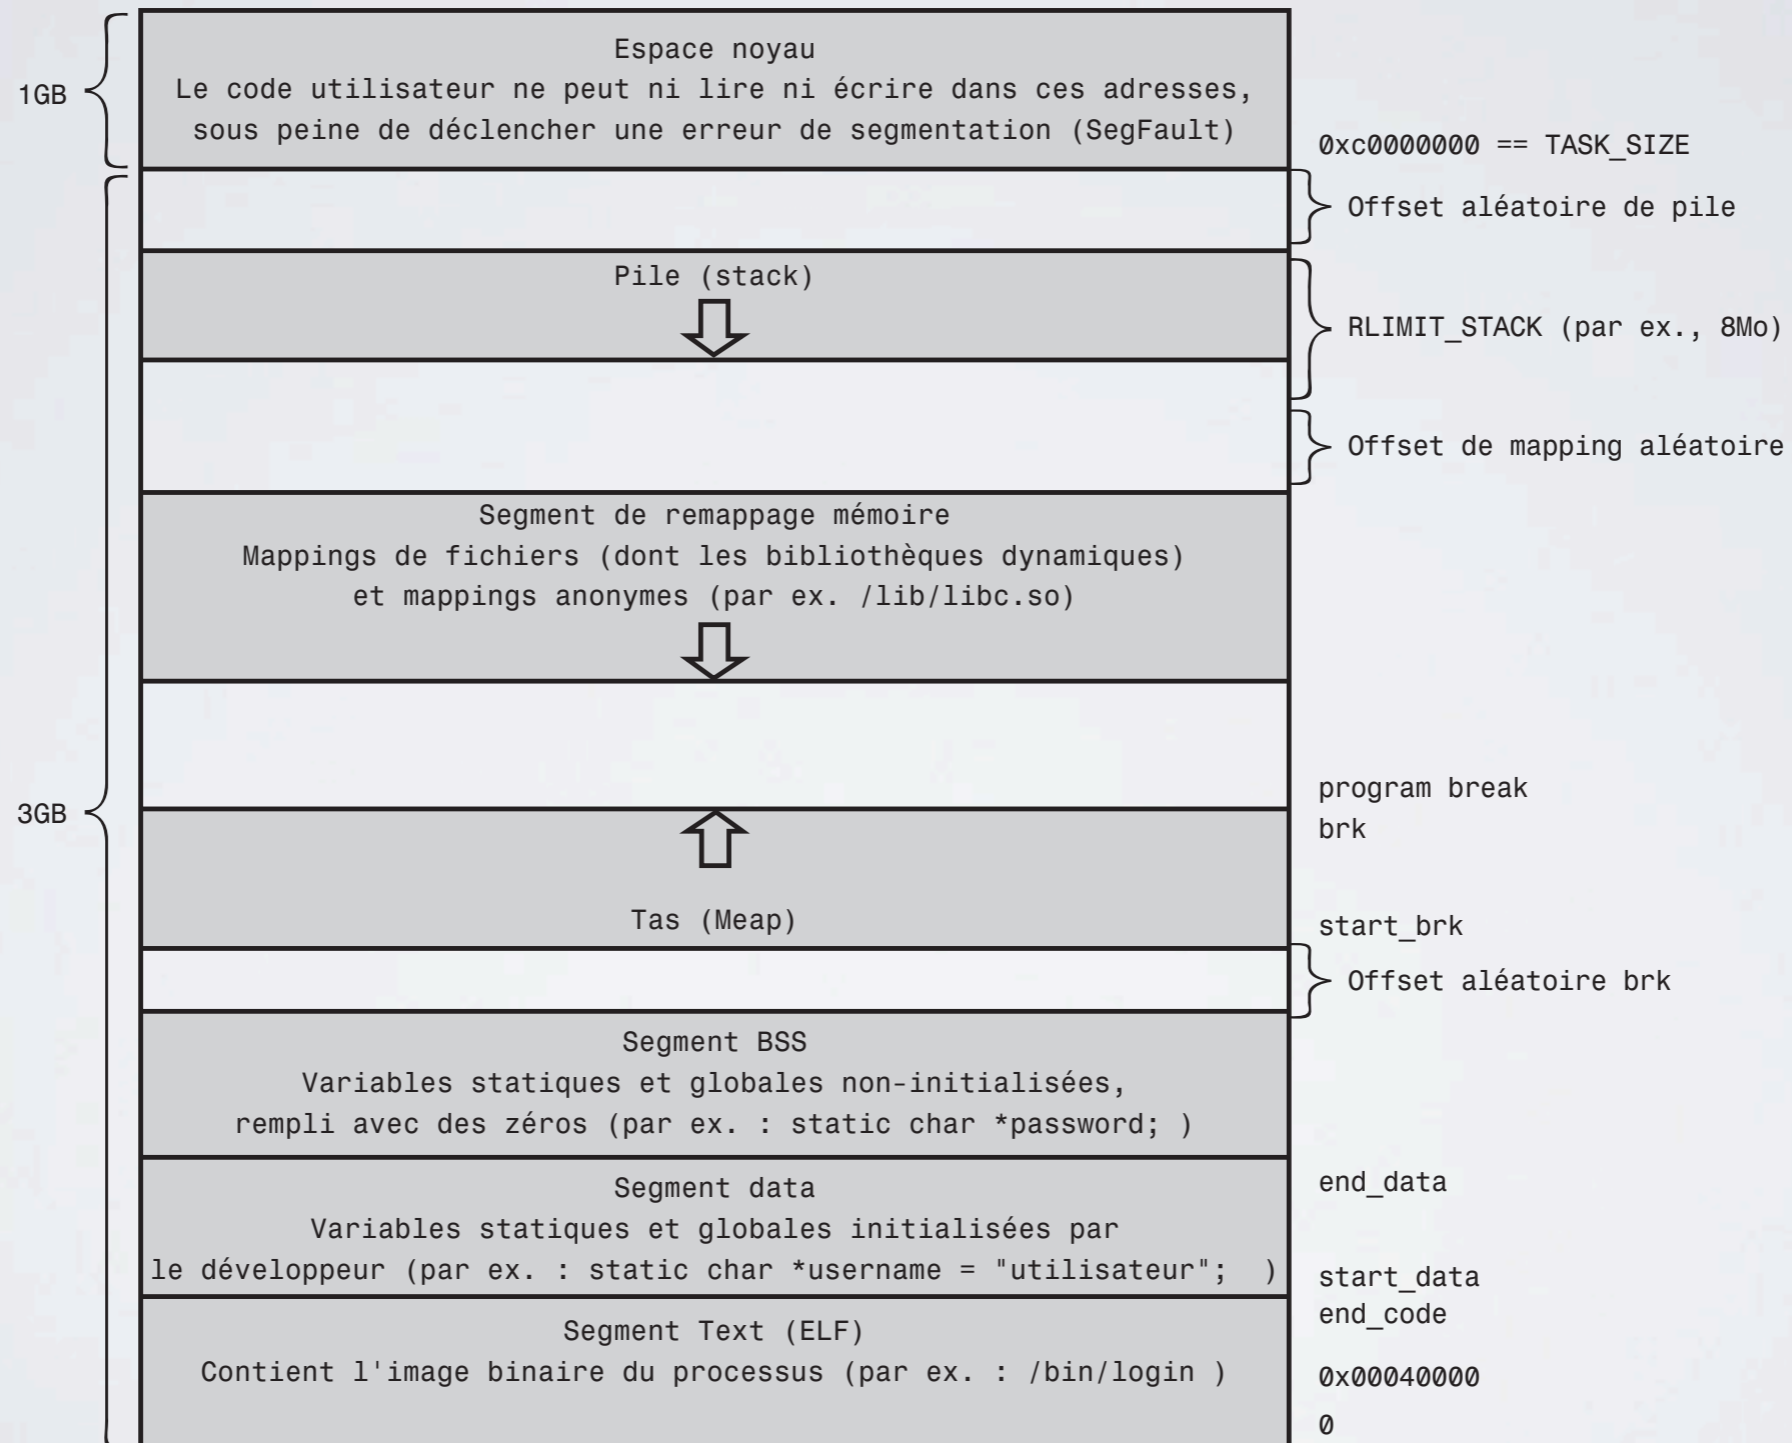 1GB
Espace noyau
Le code utilisateur ne peut ni lire ni écrire dans ces adresses,
sous peine de déclencher une erreur de segmentation (SegFault)
0xc0000000 == TASK_SIZE
Offset aléatoire de pile
Pile (stack)
RLIMIT_STACK (par ex., 8Mo)
Offset de mapping aléatoire
Segment de remappage mémoire
Mappings de fichiers (dont les bibliothèques dynamiques)
et mappings anonymes (par ex. /lib/libc.so)
3GB
program break
brk
Tas (Meap)
start_brk
Offset aléatoire brk
Segment BSS
Variables statiques et globales non-initialisées,
rempli avec des zéros (par ex. : static char *password; )
Segment data
Variables statiques et globales initialisées par
le développeur (par ex. : static char *username = "utilisateur";  )
end_data
start_data
end_code
Segment Text (ELF)
Contient l'image binaire du processus (par ex. : /bin/login )
0x00040000
0